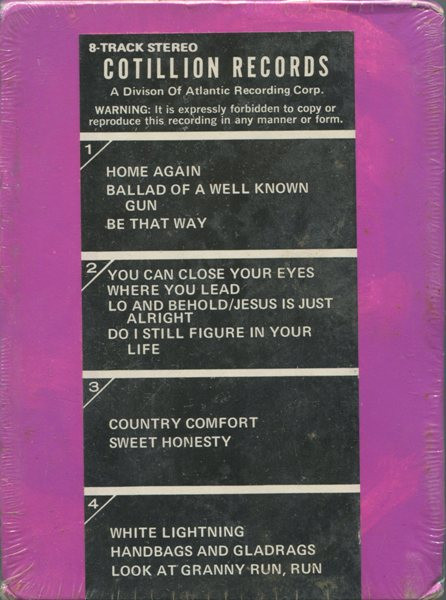 8-TRACK STEREO
COTILLION RECORDS
A Divison Of Atlantic Recording Corp.
WARNING: It is expressly forbidden to copy or
reproduce this recording in any manner or form.
1
HOME AGAIN
BALLAD OF A WELL KNOWN
GUN
BE THAT WAY
2
YOU CAN CLOSE YOUR EYES
WHERE YOU LEAD
LO AND BEHOLD/JESUS IS JUST
ALRIGHT
DO I STILL FIGURE IN YOUR
LIFE
3
COUNTRY COMFORT
SWEET HONESTY
4
WHITE LIGHTNING
HANDBAGS AND GLADRAGS
LOOK AT GRANNY RUN, RUN